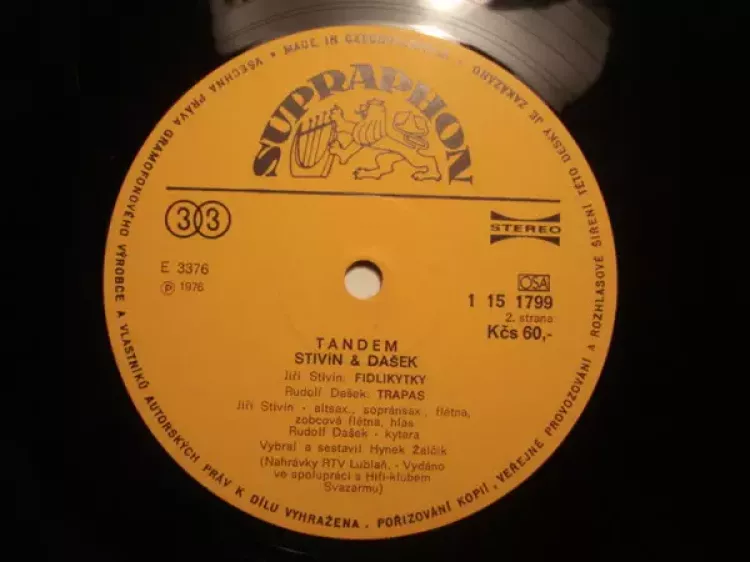 VŠECHNA PRÁVA GRAMOFONOVÉHO VÝROBCE A VLASTNÍKŮ AUTORSKÝCH PRÁV K DÍLU VYHRAŽENA. POŘIZOVÁNÍ KOPIÍ, VEŘEJNÉ PROVOZOVÁNÍ A ROZHLASOVÉ ŠÍŘENÍ TÉTO DESKY JE ZAKÁZÁNO
MADE IN CZECHOSLOVAKIA
SUPRAPHON
33
STEREO
E 3376
℗ 1976
OSA
1 15 1799
2. strana
Kčs 60,-
TANDEM
STIVÍN & DAŠEK
Jiří Stivín: FIDLIKYTKY
Rudolf Dašek: TRAPAS
Jiří Stivín - altsax., sopránsax., flétna,
zobcová flétna, hlas
Rudolf Dašek - kytara
Vybral a sestavil Hynek Žalčík
(Nahrávky RTV Lublaň. - Vydáno
ve spolupráci s Hifi-klubem
Svazarmu)